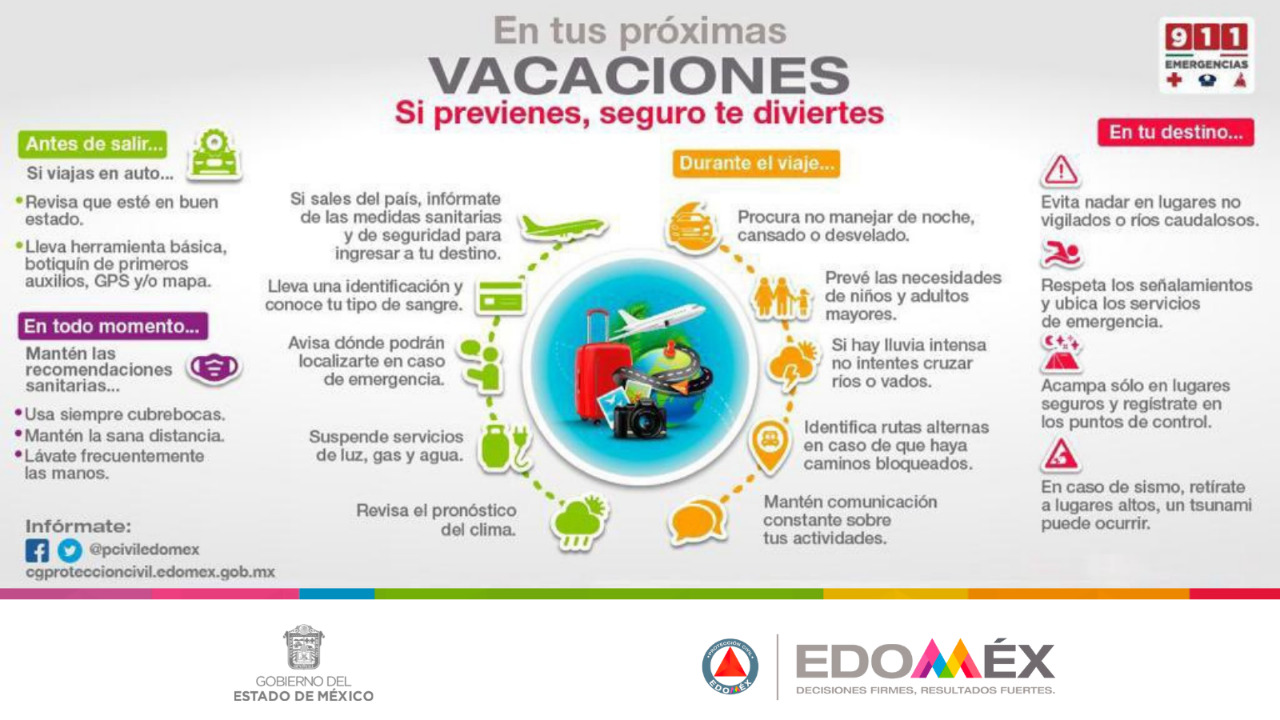 En tus próximas
VACACIONES
Si previenes, seguro te diviertes
911
EMERGENCIAS
Antes de salir...
Si viajas en auto...
•Revisa que esté en buen
estado.
•Lleva herramienta básica,
botiquín de primeros
auxilios, GPS y/o mapa.
En todo momento...
Mantén las
recomendaciones
sanitarias...
•Usa siempre cubrebocas.
•Mantén la sana distancia.
•Lávate frecuentemente
las manos.
Infórmate:
@pciviledomex
cgproteccioncivil.edomex.gob.mx
Si sales del país, infórmate
de las medidas sanitarias
y de seguridad para
ingresar a tu destino.
Lleva una identificación y
conoce tu tipo de sangre.
Avisa dónde podrán
localizarte en caso
de emergencia.
Suspende servicios
de luz, gas y agua.
Revisa el pronóstico
del clima.
Durante el viaje...
Procura no manejar de noche,
cansado o desvelado.
Prevé las necesidades
de niños y adultos
mayores.
Si hay lluvia intensa
no intentes cruzar
ríos o vados.
Identifica rutas alternas
en caso de que haya
caminos bloqueados.
Mantén comunicación
constante sobre
tus actividades.
En tu destino...
Evita nadar en lugares no
vigilados o ríos caudalosos.
Respeta los señalamientos
y ubica los servicios
de emergencia.
Acampa sólo en lugares
seguros y regístrate en
los puntos de control.
En caso de sismo, retírate
a lugares altos, un tsunami
puede ocurrir.
GOBIERNO DEL
ESTADO DE MÉXICO
PROTECCIÓN CIVIL
EDOMÉX
EDOMÉX
DECISIONES FIRMES, RESULTADOS FUERTES.